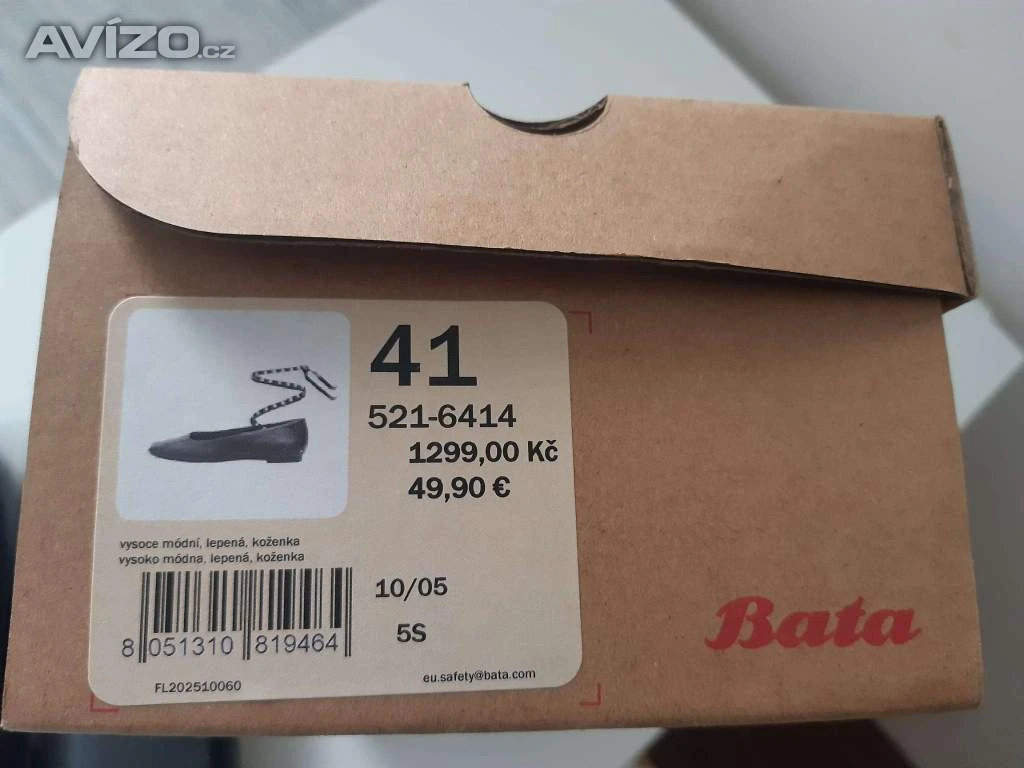 AVÍZO.cz
41
521-6414
1299,00 Kč
49,90 €
vysoce módní, lepená, koženka
vysoko módna, lepená, koženka
10/05
5S
8 051310 819464
FL202510060
eu.safety@bata.com
Bata